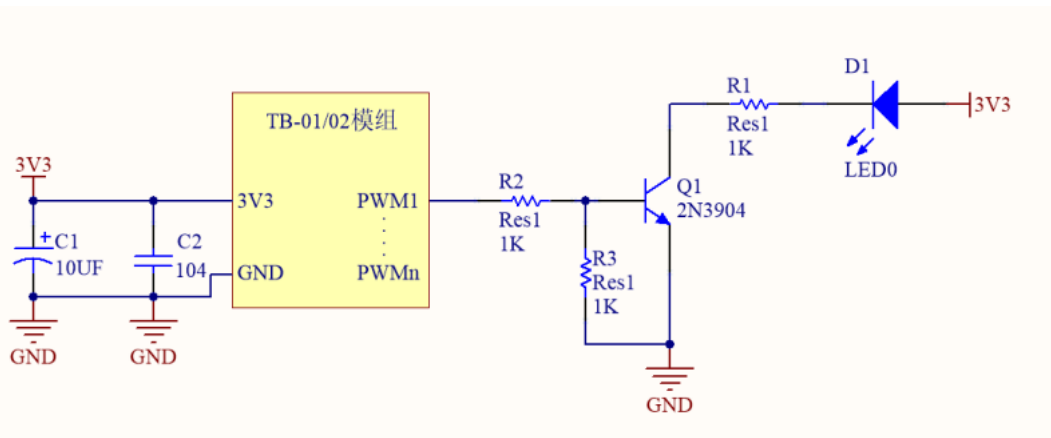 D1
R1
3V3
Res1
1K
LED0
TB-01/02模组
3V3
3V3
PWM1
PWMn
GND
R2
Res1
1K
Q1
2N3904
+
C1
10UF
C2
104
R3
Res1
1K
GND
GND
GND